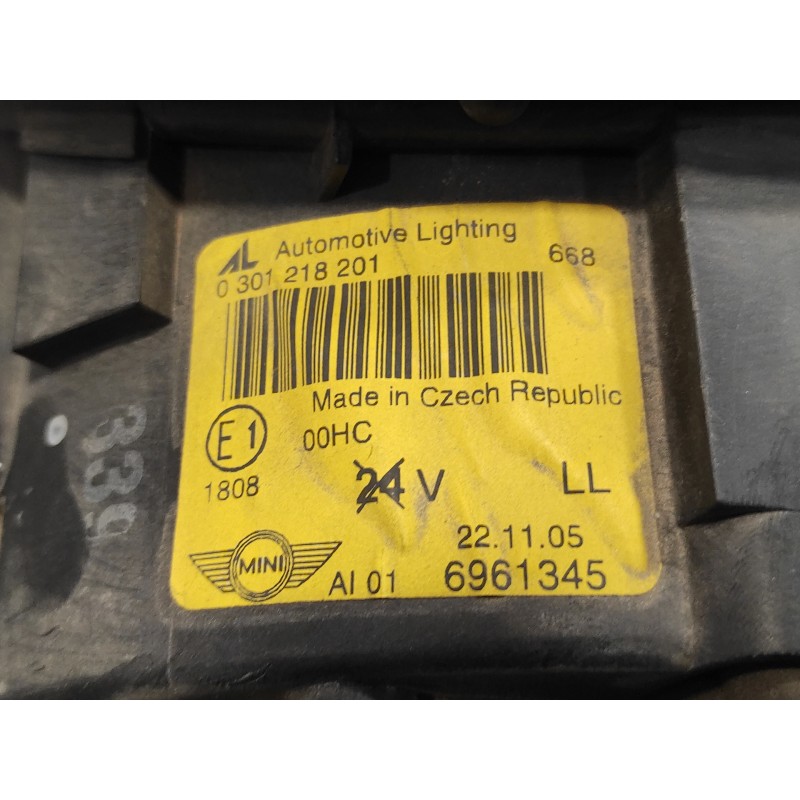 AL Automotive Lighting
0 301 218 201 668
Made in Czech Republic
E1 00HC
1808 24 V LL
22.11.05
MINI AI 01 6961345
339